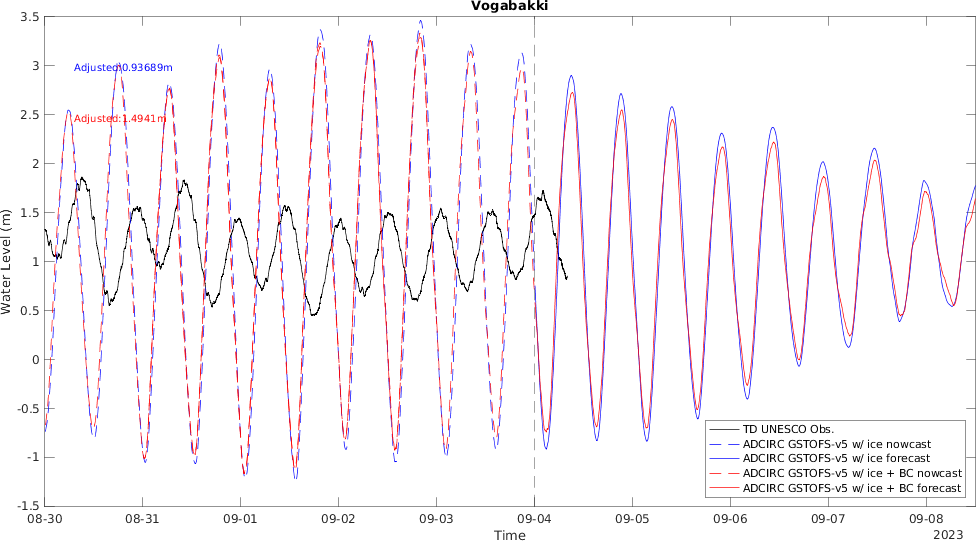 Vogabakki
3.5
3
2.5
2
1.5
1
0.5
0
-0.5
-1
-1.5
Water Level (m)
Adjusted:0.93689m
Adjusted:1.4941m
TD UNESCO Obs.
ADCIRC GSTOFS-v5 w/ ice nowcast
ADCIRC GSTOFS-v5 w/ ice forecast
ADCIRC GSTOFS-v5 w/ ice + BC nowcast
ADCIRC GSTOFS-v5 w/ ice + BC forecast
08-30 08-31 09-01 09-02 09-03 09-04 09-05 09-06 09-07 09-08
Time
2023